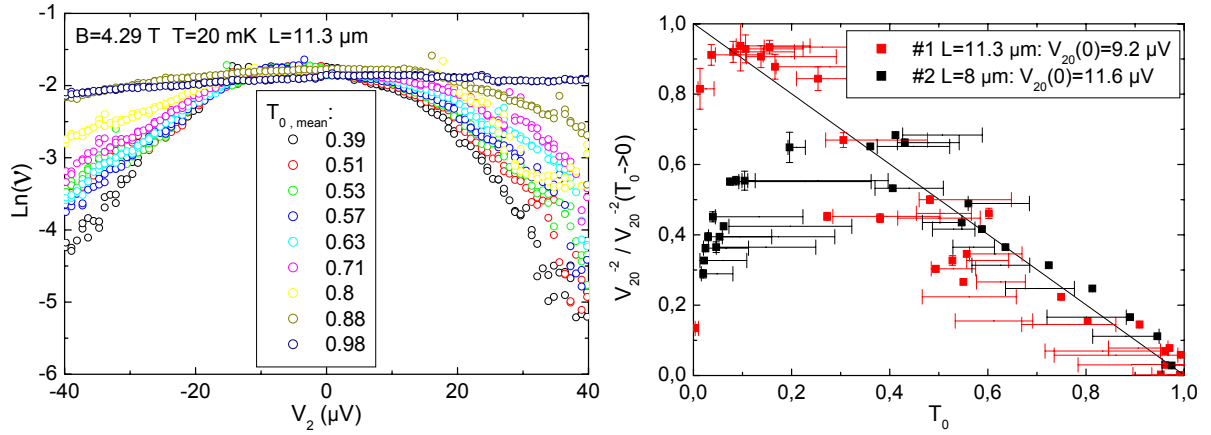 -1
-2
-3
-4
-5
-6
Ln(ν)
B=4.29 T T=20 mK L=11.3 µm
T0 ,mean:
0.39
0.51
0.53
0.57
0.63
0.71
0.8
0.88
0.98
-40 -20 0 20 40
V2 (µV)
1,0
0,8
0,6
0,4
0,2
0,0
V20^-2 / V20^-2(T0->0)
#1 L=11.3 µm: V20(0)=9.2 µV
#2 L=8 µm: V20(0)=11.6 µV
0,0 0,2 0,4 0,6 0,8 1,0
T0